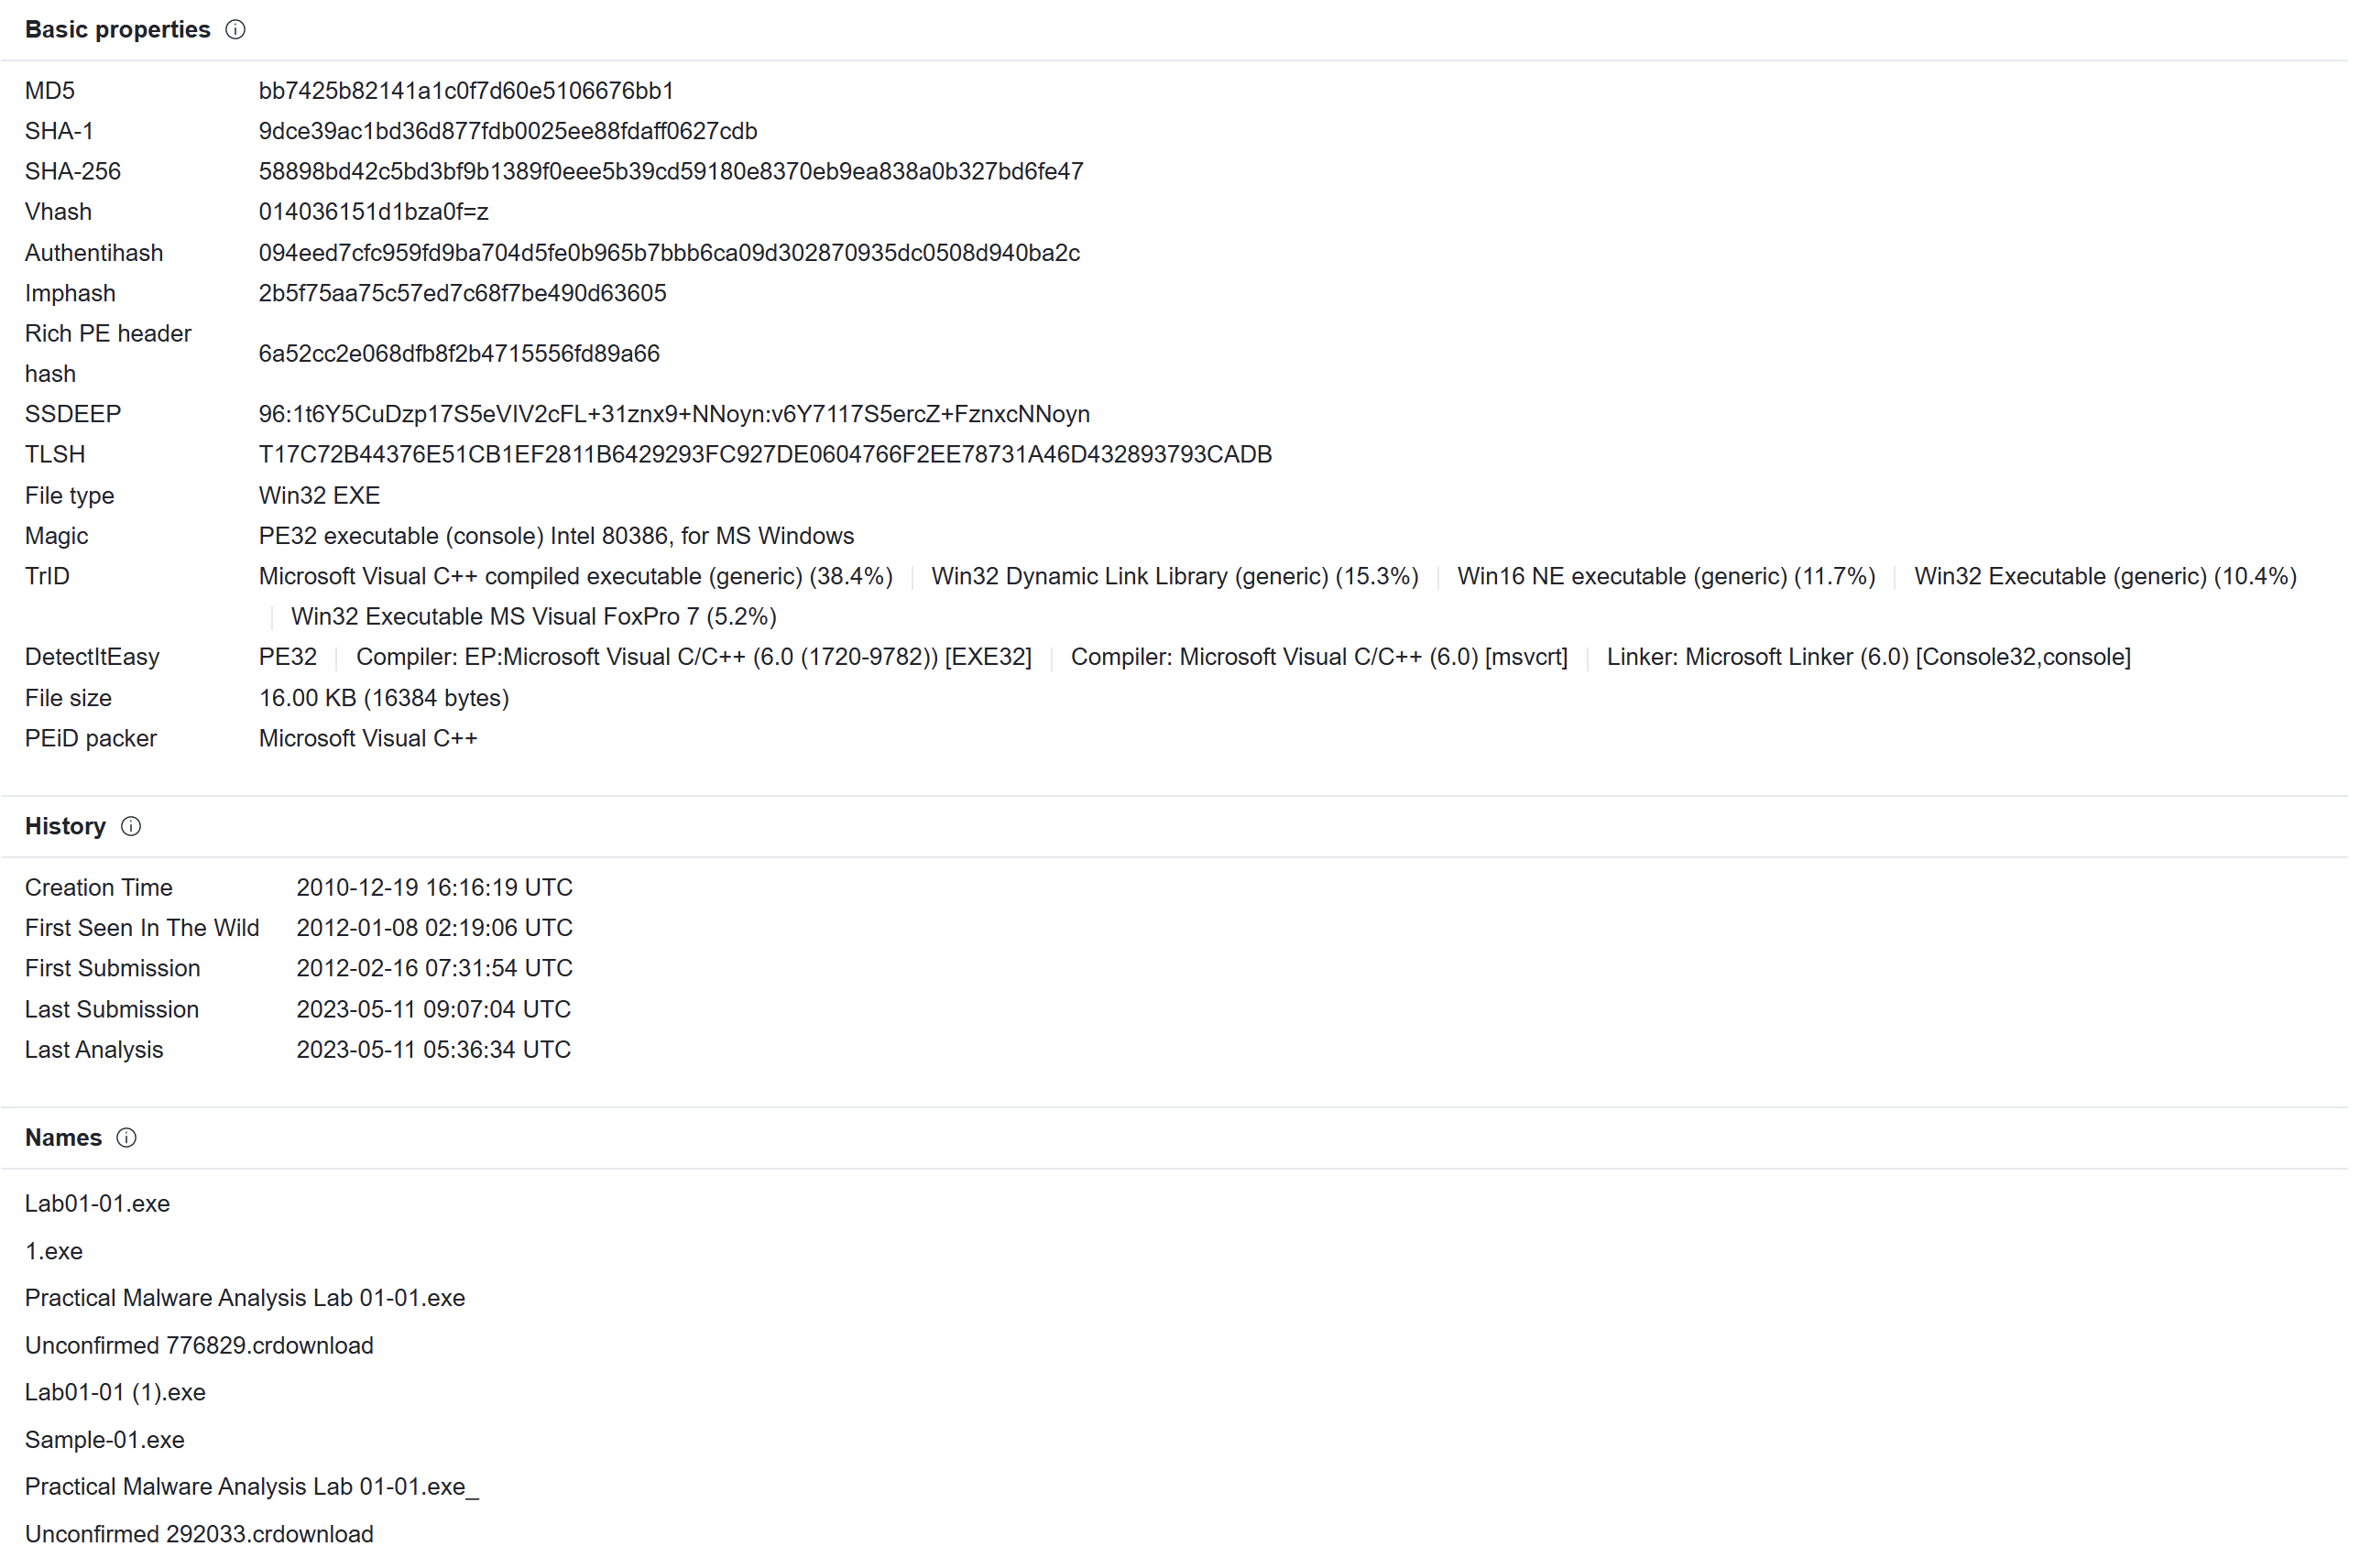 Basic properties
MD5 bb7425b82141a1c0f7d60e5106676bb1
SHA-1 9dce39ac1bd36d877fdb0025ee88fdaff0627cdb
SHA-256 58898bd42c5bd3bf9b1389f0eee5b39cd59180e8370eb9ea838a0b327bd6fe47
Vhash 014036151d1bza0f=z
Authentihash 094eed7cfc959fd9ba704d5fe0b965b7bbb6ca09d302870935dc0508d940ba2c
Imphash 2b5f75aa75c57ed7c68f7be490d63605
Rich PE header
hash 6a52cc2e068dfb8f2b4715556fd89a66
SSDEEP 96:1t6Y5CuDzp17S5eVIV2cFL+31znx9+NNoyn:v6Y7117S5ercZ+FznxcNNoyn
TLSH T17C72B44376E51CB1EF2811B6429293FC927DE0604766F2EE78731A46D432893793CADB
File type Win32 EXE
Magic PE32 executable (console) Intel 80386, for MS Windows
TrID Microsoft Visual C++ compiled executable (generic) (38.4%) Win32 Dynamic Link Library (generic) (15.3%) Win16 NE executable (generic) (11.7%) Win32 Executable (generic) (10.4%)
Win32 Executable MS Visual FoxPro 7 (5.2%)
DetectItEasy PE32 Compiler: EP:Microsoft Visual C/C++ (6.0 (1720-9782)) [EXE32] Compiler: Microsoft Visual C/C++ (6.0) [msvcrt] Linker: Microsoft Linker (6.0) [Console32,console]
File size 16.00 KB (16384 bytes)
PEiD packer Microsoft Visual C++
History
Creation Time 2010-12-19 16:16:19 UTC
First Seen In The Wild 2012-01-08 02:19:06 UTC
First Submission 2012-02-16 07:31:54 UTC
Last Submission 2023-05-11 09:07:04 UTC
Last Analysis 2023-05-11 05:36:34 UTC
Names
Lab01-01.exe
1.exe
Practical Malware Analysis Lab 01-01.exe
Unconfirmed 776829.crdownload
Lab01-01 (1).exe
Sample-01.exe
Practical Malware Analysis Lab 01-01.exe_
Unconfirmed 292033.crdownload